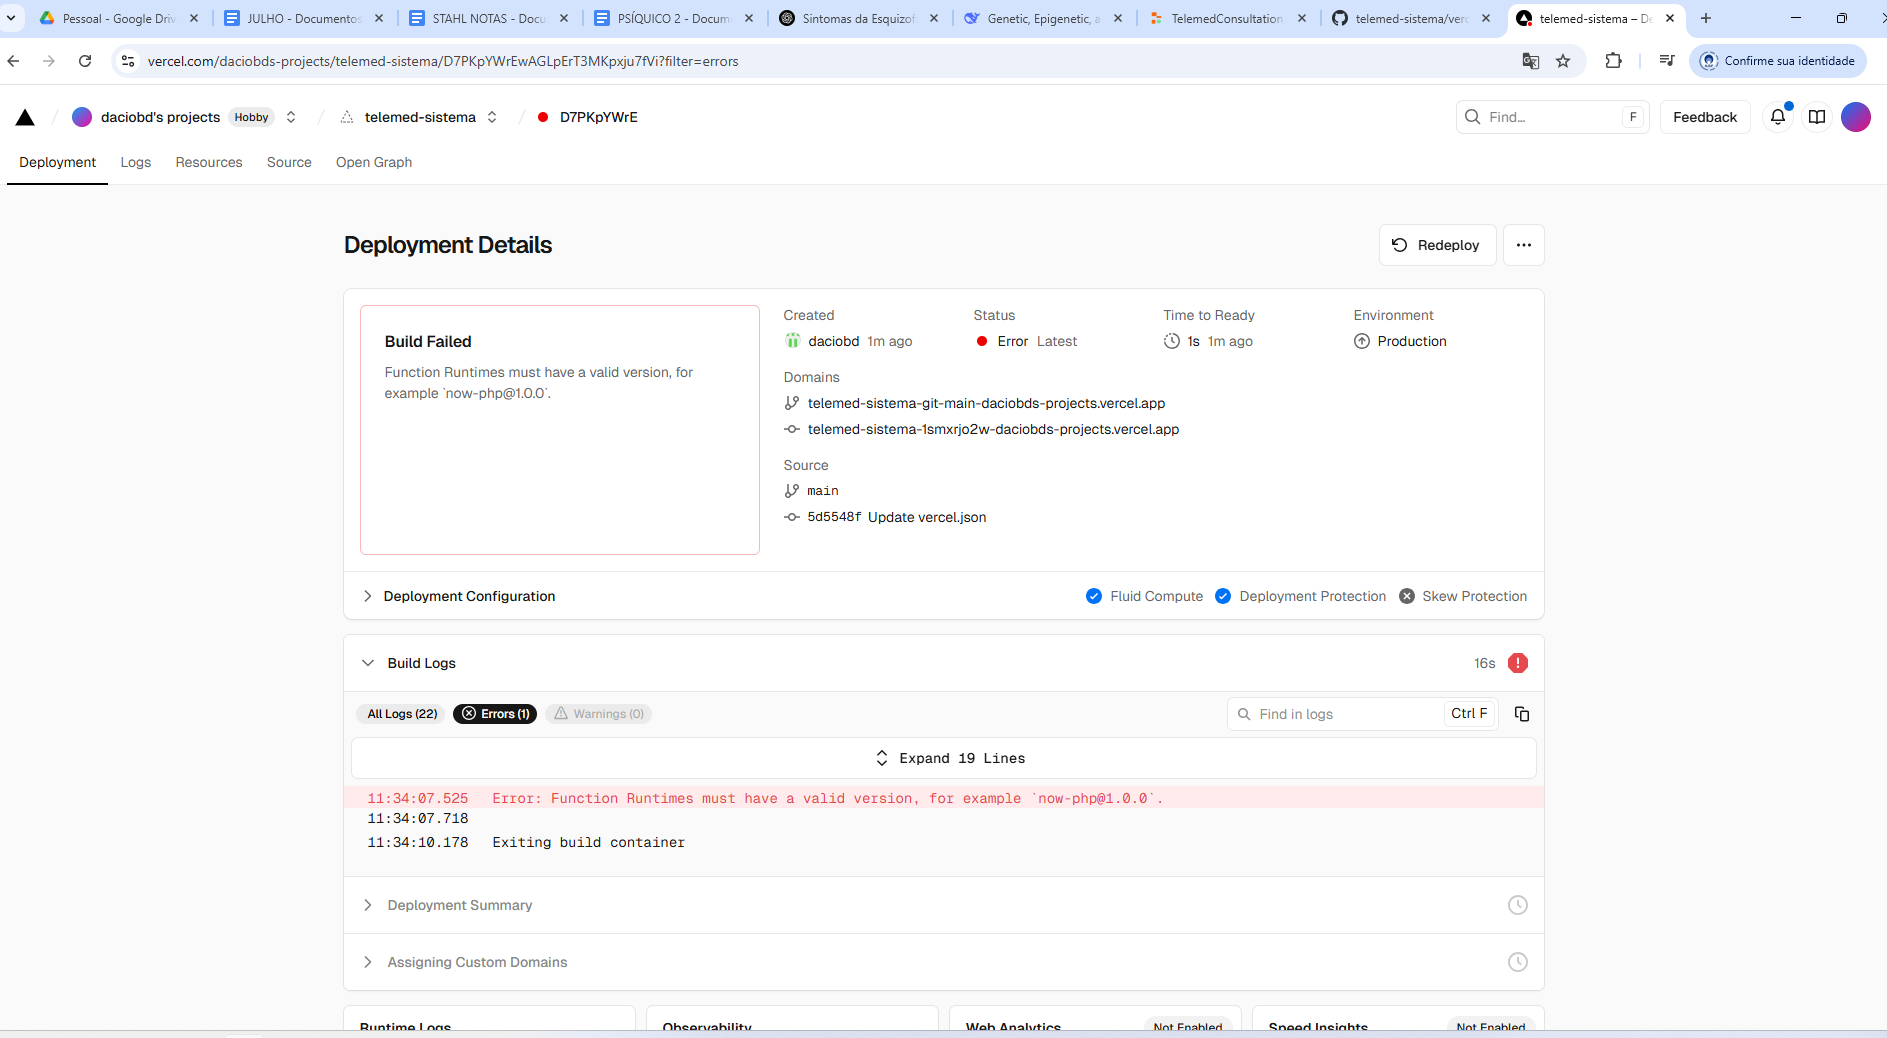 Pessoal - Google Driv
JULHO - Documentos
STAHL NOTAS - Docu
PSÍQUICO 2 - Docum
Sintomas da Esquizof
Genetic, Epigenetic, a
TelemedConsultation
telemed-sistema/verc
telemed-sistema – De
vercel.com/daciobds-projects/telemed-sistema/D7PKpYWrEwAGLpErT3MKpxju7fVi?filter=errors
Confirme sua identidade
daciobd's projects
Hobby
telemed-sistema
D7PKpYWrE
Find...
F
Feedback
Deployment
Logs
Resources
Source
Open Graph
Deployment Details
Redeploy
Build Failed
Function Runtimes must have a valid version, for
example `now-php@1.0.0`.
Created
daciobd 1m ago
Status
Error Latest
Time to Ready
1s 1m ago
Environment
Production
Domains
telemed-sistema-git-main-daciobds-projects.vercel.app
telemed-sistema-1smxrjo2w-daciobds-projects.vercel.app
Source
main
5d5548f Update vercel.json
Deployment Configuration
Fluid Compute
Deployment Protection
Skew Protection
Build Logs
16s
All Logs (22)
Errors (1)
Warnings (0)
Find in logs
Ctrl F
Expand 19 Lines
11:34:07.525 Error: Function Runtimes must have a valid version, for example `now-php@1.0.0`.
11:34:07.718
11:34:10.178 Exiting build container
Deployment Summary
Assigning Custom Domains
Runtime Logs
Observability
Web Analytics
Not Enabled
Speed Insights
Not Enabled